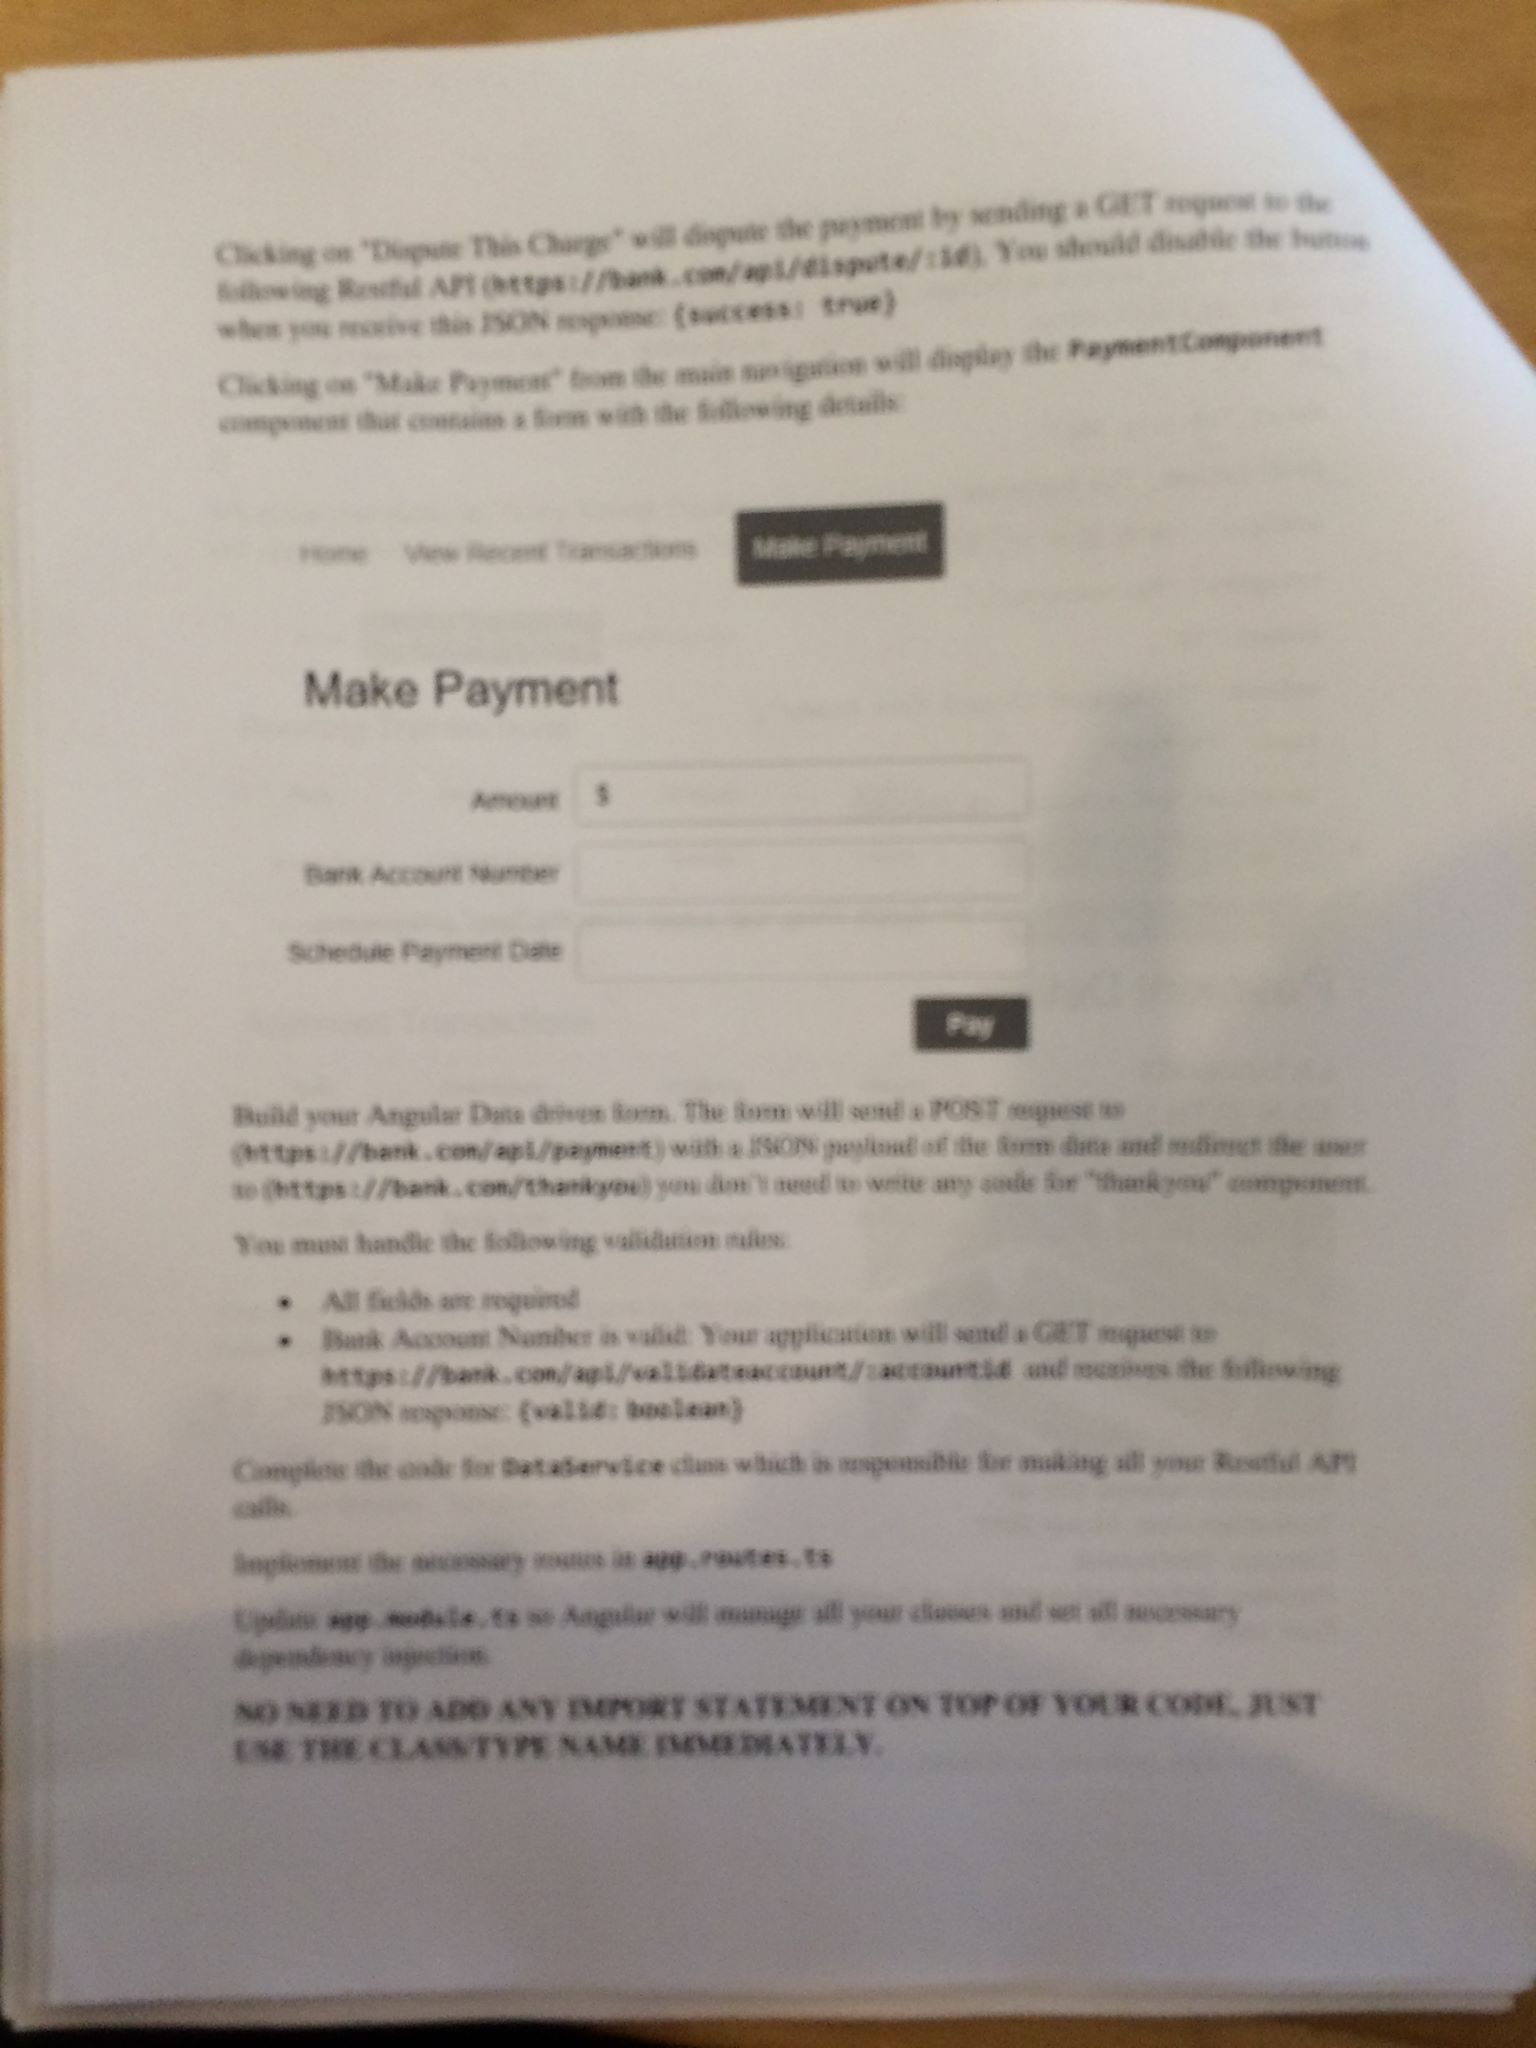 Clicking on "Dispute This Charge" will dispute the payment by sending a GET request to the
following Restful API (https://bank.com/api/dispute/:id). You should disable the button
when you receive this JSON response: {success: true}
Clicking on "Make Payment" from the main navigation will display the PaymentComponent
component that contains a form with the following details:
Home View Recent Transactions Make Payment
Make Payment
Amount $
Bank Account Number
Schedule Payment Date
Pay
Build your Angular Data driven form. The form will send a POST request to
(https://bank.com/api/payment) with a JSON payload of the form data and redirect the user
to (https://bank.com/thankyou) you don't need to write any code for "thankyou" component.
You must handle the following validation rules:
• All fields are required
• Bank Account Number is valid: Your application will send a GET request to
https://bank.com/api/validateaccount/:accountid and receives the following
JSON response: {valid: boolean}
Complete the code for DataService class which is responsible for making all your Restful API
calls.
Implement the necessary routes in app.routes.ts
Update app.module.ts so Angular will manage all your classes and set all necessary
dependency injection.
NO NEED TO ADD ANY IMPORT STATEMENT ON TOP OF YOUR CODE, JUST
USE THE CLASS/TYPE NAME IMMEDIATELY.